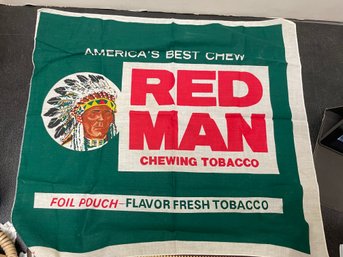 AMERICA'S BEST CHEW
RED
MAN
CHEWING TOBACCO
FOIL POUCH-FLAVOR FRESH TOBACCO